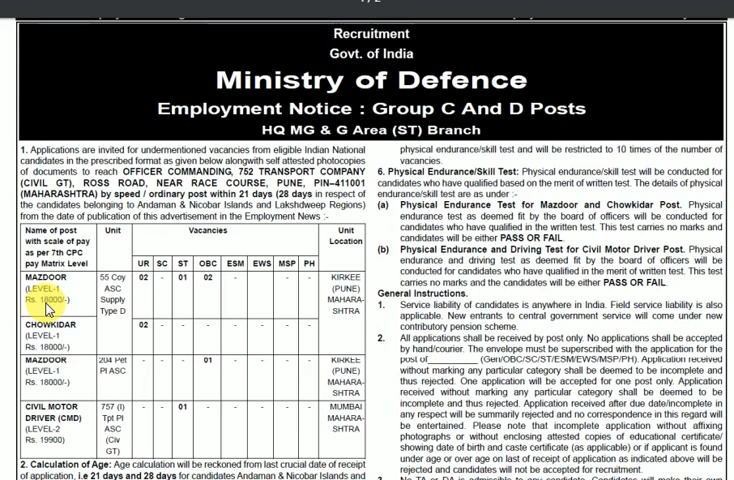 Recruitment
Govt. of India
Ministry of Defence
Employment Notice : Group C And D Posts
HQ MG & G Area (ST) Branch
1. Applications are invited for undermentioned vacancies from eligible Indian National
candidates in the prescribed format as given below alongwith self attested photocopies
of documents to reach OFFICER COMMANDING, 752 TRANSPORT COMPANY
(CIVIL GT), ROSS ROAD, NEAR RACE COURSE, PUNE, PIN–411001
(MAHARASHTRA) by speed / ordinary post within 21 days (28 days in respect of
the candidates belonging to Andaman & Nicobar Islands and Lakshdweep Regions)
from the date of publication of this advertisement in the Employment News :-
Name of post with scale of pay as per 7th CPC pay Matrix Level Unit Vacancies Unit Location
UR SC ST OBC ESM EWS MSP PH
MAZDOOR (LEVEL-1 Rs. 18000/-) 55 Coy ASC Supply Type D 02 - 01 02 - - - - KIRKEE (PUNE) MAHARA-SHTRA
CHOWKIDAR (LEVEL-1 Rs. 18000/-) 02 - - - - - - -
MAZDOOR (LEVEL-1 18000/-) 204 Pet Pl ASC - - - 01 - - - - KIRKEE (PUNE) MAHARA-SHTRA
CIVIL MOTOR DRIVER (CMD) (LEVEL-2 Rs. 19900) 757 (I) Tpt Pl ASC (Civ GT) - - 01 - - - - - MUMBAI MAHARA-SHTRA
2. Calculation of Age: Age calculation will be reckoned from last crucial date of receipt
of application, i.e 21 days and 28 days for candidates Andaman & Nicobar Islands and
physical endurance/skill test and will be restricted to 10 times of the number of
vacancies.
6. Physical Endurance/Skill Test: Physical endurance/skill test will be conducted for
candidates who have qualified based on the merit of written test. The details of physical
endurance/skill test are as under :-
(a) Physical Endurance Test for Mazdoor and Chowkidar Post. Physical
endurance test as deemed fit by the board of officers will be conducted for
candidates who have qualified in the written test. This test carries no marks and
candidates will be either PASS OR FAIL.
(b) Physical Endurance and Driving Test for Civil Motor Driver Post. Physical
endurance and driving test as deemed fit by the board of officers will be
conducted for candidates who have qualified in the merit of written test. This test
carries no marks and candidates will be either PASS OR FAIL.
General Instructions.
1. Service liability of candidates is anywhere in India. Field service liability is also
applicable. New entrants to central government service will come under new
contributory pension scheme.
2. All applications shall be received by post only. No applications shall be accepted
by hand/courier. The envelope must be superscribed with the application for the
post of________ (Gen/OBC/SC/ST/ESM/EWS/MSP/PH). Application received
without marking any particular category shall be deemed to be incomplete and
thus rejected. One application will be accepted for one post only. Application
received without marking any particular category shall be deemed to be
incomplete and thus rejected. Application received after due date/incomplete in
any respect will be summarily rejected and no correspondence in this regard will
be entertained. Please note that incomplete application without affixing
photographs or without enclosing attested copies of educational certificate/
showing date of birth and caste certificate (as applicable) or if applicant is found
under age or over age on last of receipt of application as indicated above will be
rejected and candidates will not be accepted for recruitment.